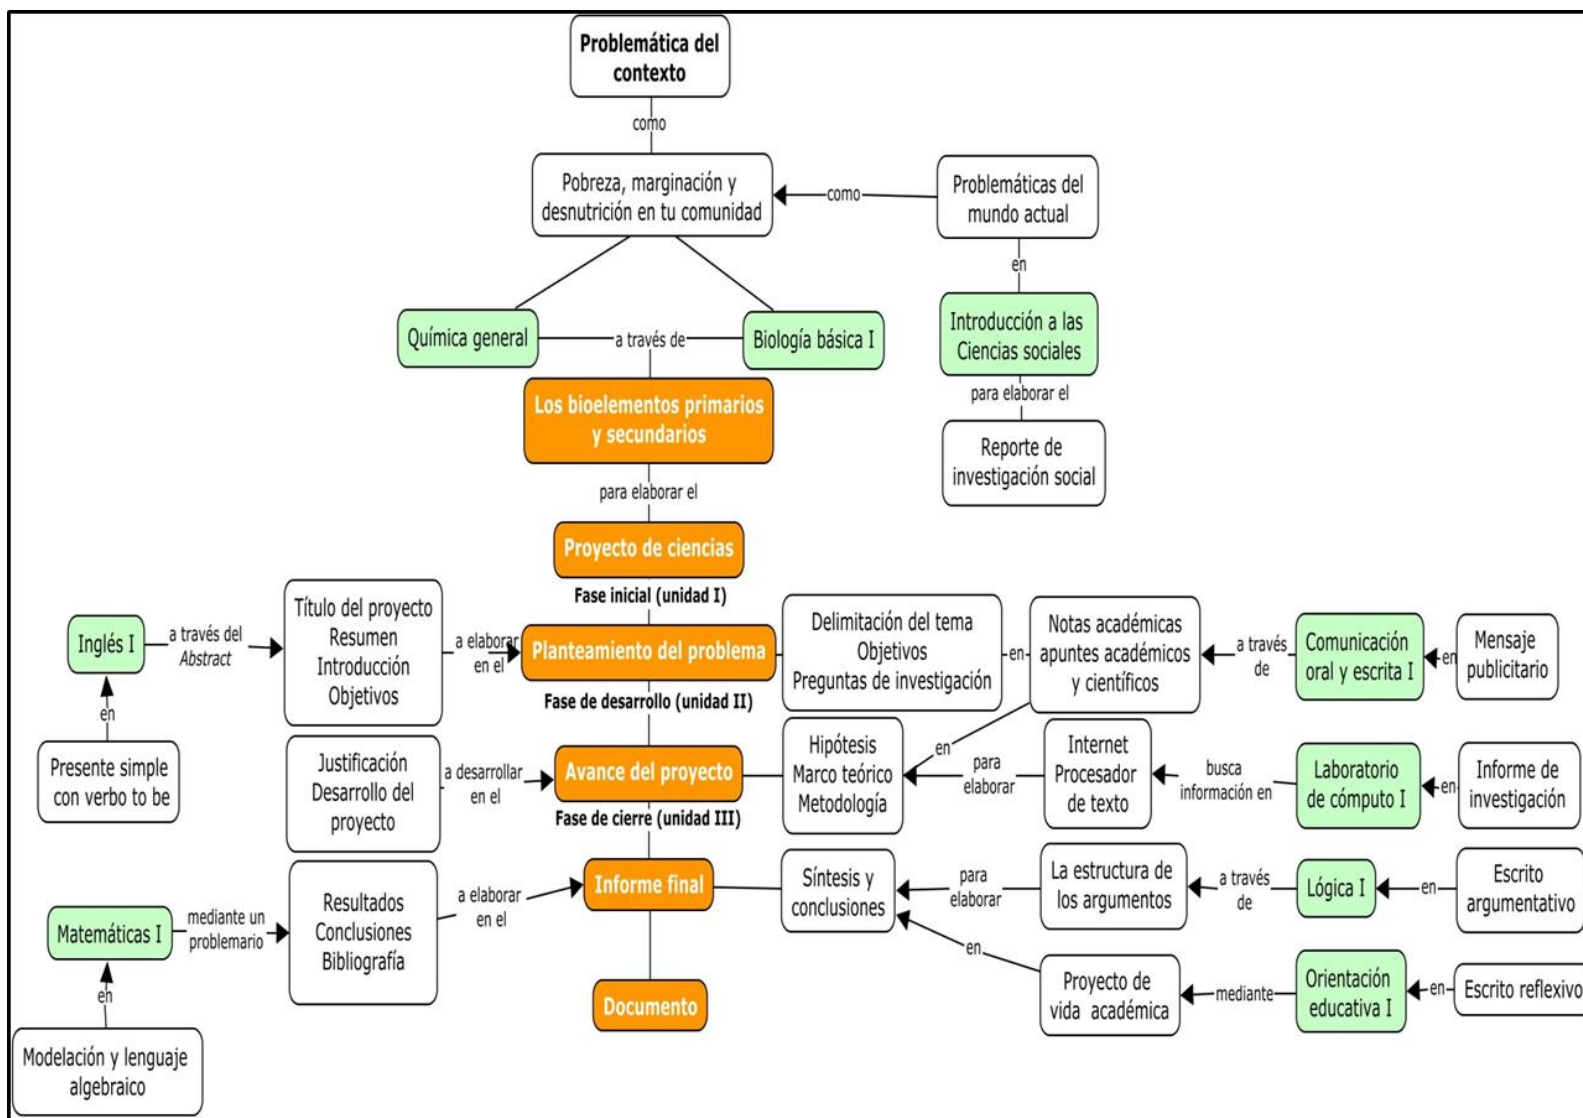 Problemática del
contexto
como
Pobreza, marginación y
desnutrición en tu comunidad
como
Problemáticas del
mundo actual
en
Química general
a través de
Biología básica I
Introducción a las
Ciencias sociales
para elaborar el
Reporte de
investigación social
Los bioelementos primarios
y secundarios
para elaborar el
Proyecto de ciencias
Fase inicial (unidad I)
Inglés I
a través del
Abstract
Título del proyecto
Resumen
Introducción
Objetivos
a elaborar
en el
Planteamiento del problema
Delimitación del tema
Objetivos
Preguntas de investigación
en
Notas académicas
apuntes académicos
y científicos
a través
de
Comunicación
oral y escrita I
en
Mensaje
publicitario
Fase de desarrollo (unidad II)
en
Presente simple
con verbo to be
Justificación
Desarrollo del
proyecto
a desarrollar
en el
Avance del proyecto
Hipótesis
Marco teórico
Metodología
en
para
elaborar
Internet
Procesador
de texto
busca
información en
Laboratorio
de cómputo I
en
Informe de
investigación
Fase de cierre (unidad III)
Matemáticas I
mediante un
problemario
Resultados
Conclusiones
Bibliografía
a elaborar
en el
Informe final
Síntesis y
conclusiones
para
elaborar
La estructura de
los argumentos
a través
de
Lógica I
en
Escrito
argumentativo
en
Proyecto de
vida académica
mediante
Orientación
educativa I
en
Escrito reflexivo
en
Modelación y lenguaje
algebraico
Documento